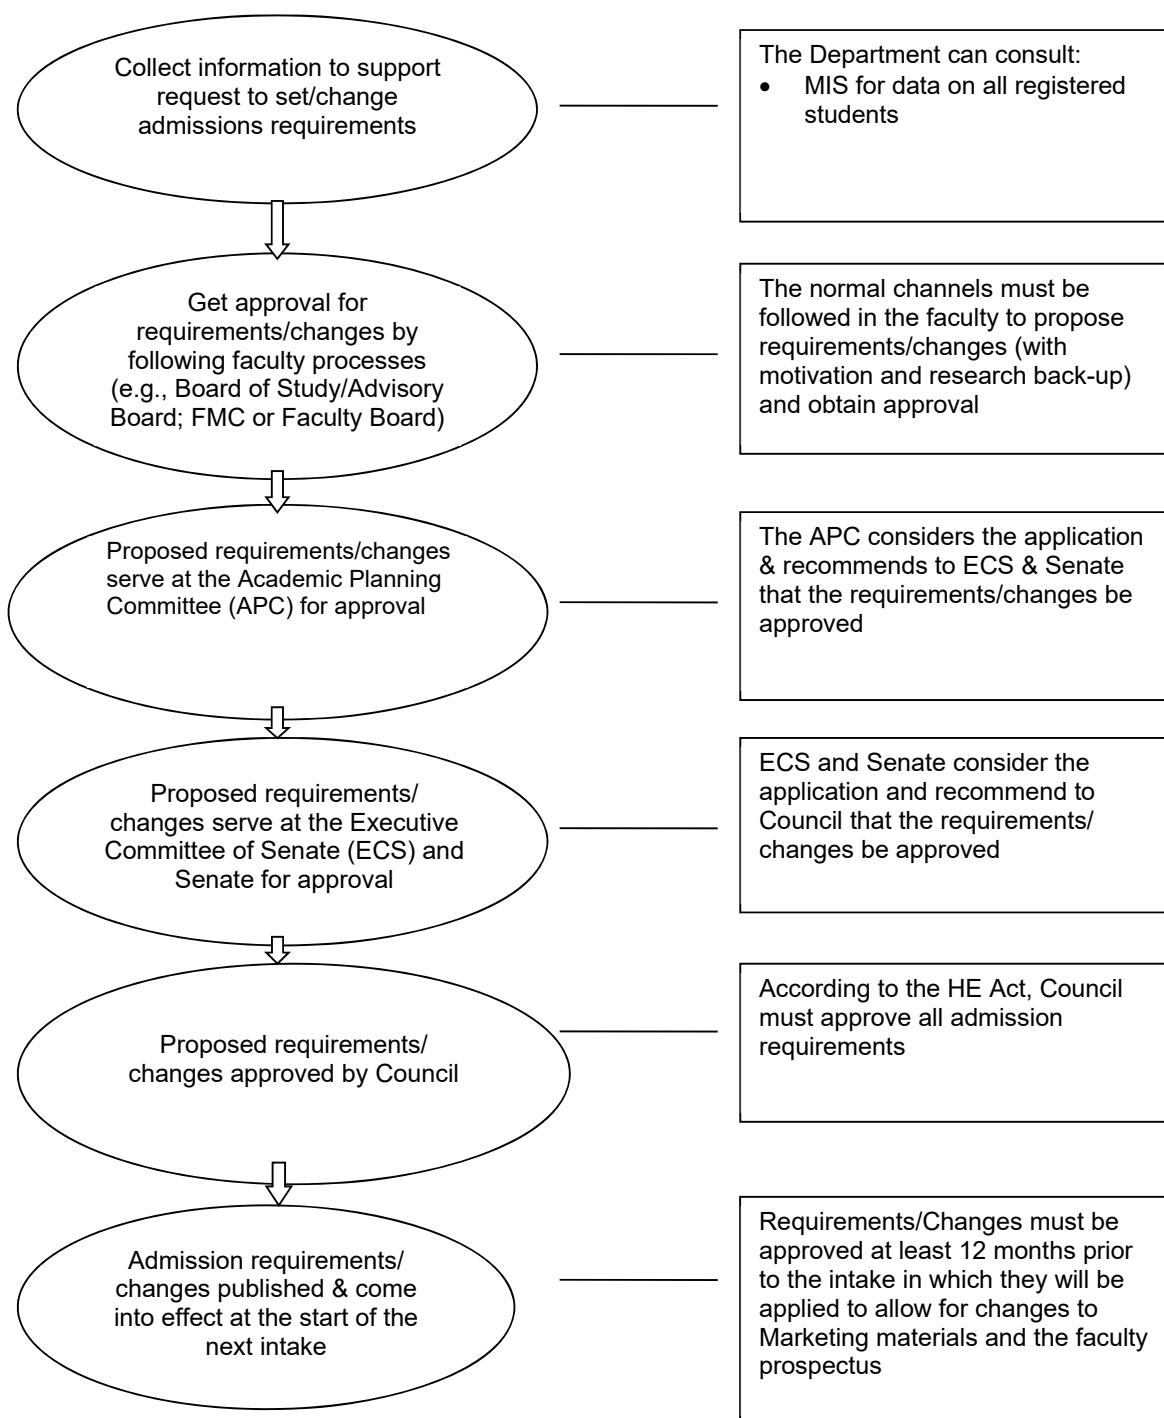 Collect information to support
request to set/change
admissions requirements
The Department can consult:
• MIS for data on all registered
students
Get approval for
requirements/changes by
following faculty processes
(e.g., Board of Study/Advisory
Board; FMC or Faculty Board)
The normal channels must be
followed in the faculty to propose
requirements/changes (with
motivation and research back-up)
and obtain approval
Proposed requirements/changes
serve at the Academic Planning
Committee (APC) for approval
The APC considers the application
& recommends to ECS & Senate
that the requirements/changes be
approved
Proposed requirements/
changes serve at the Executive
Committee of Senate (ECS) and
Senate for approval
ECS and Senate consider the
application and recommend to
Council that the requirements/
changes be approved
Proposed requirements/
changes approved by Council
According to the HE Act, Council
must approve all admission
requirements
Admission requirements/
changes published & come
into effect at the start of the
next intake
Requirements/Changes must be
approved at least 12 months prior
to the intake in which they will be
applied to allow for changes to
Marketing materials and the faculty
prospectus